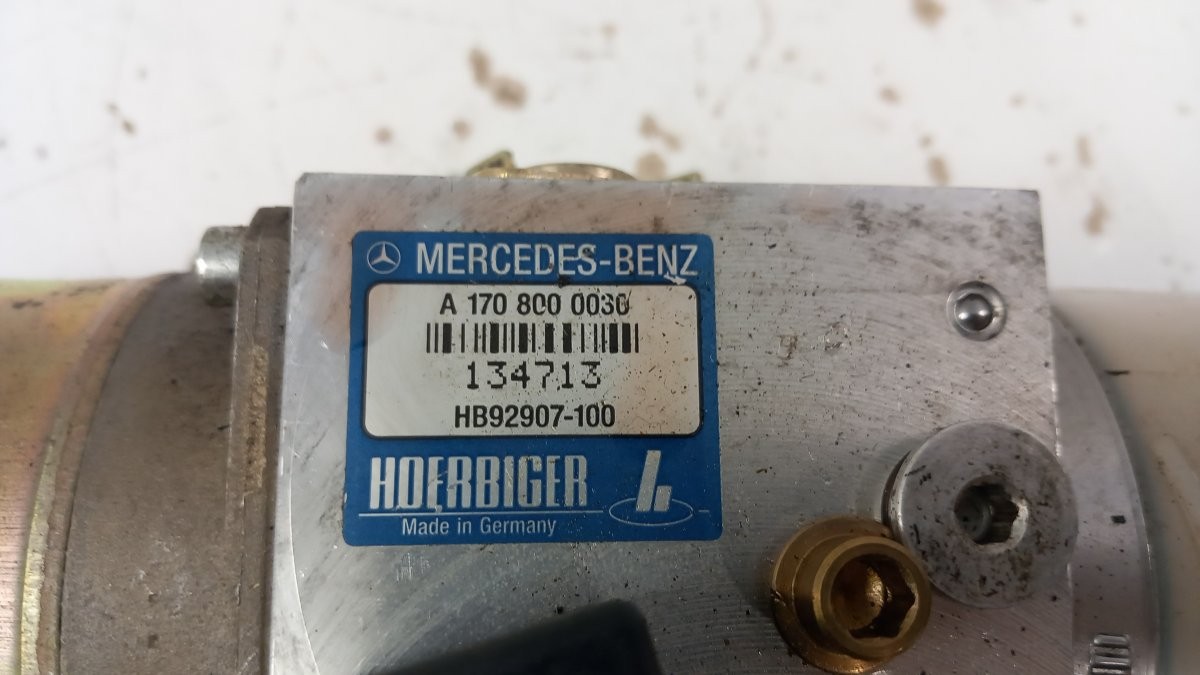 MERCEDES-BENZ
A 170 800 0030
134713
HB92907-100
HOERBIGER
Made in Germany